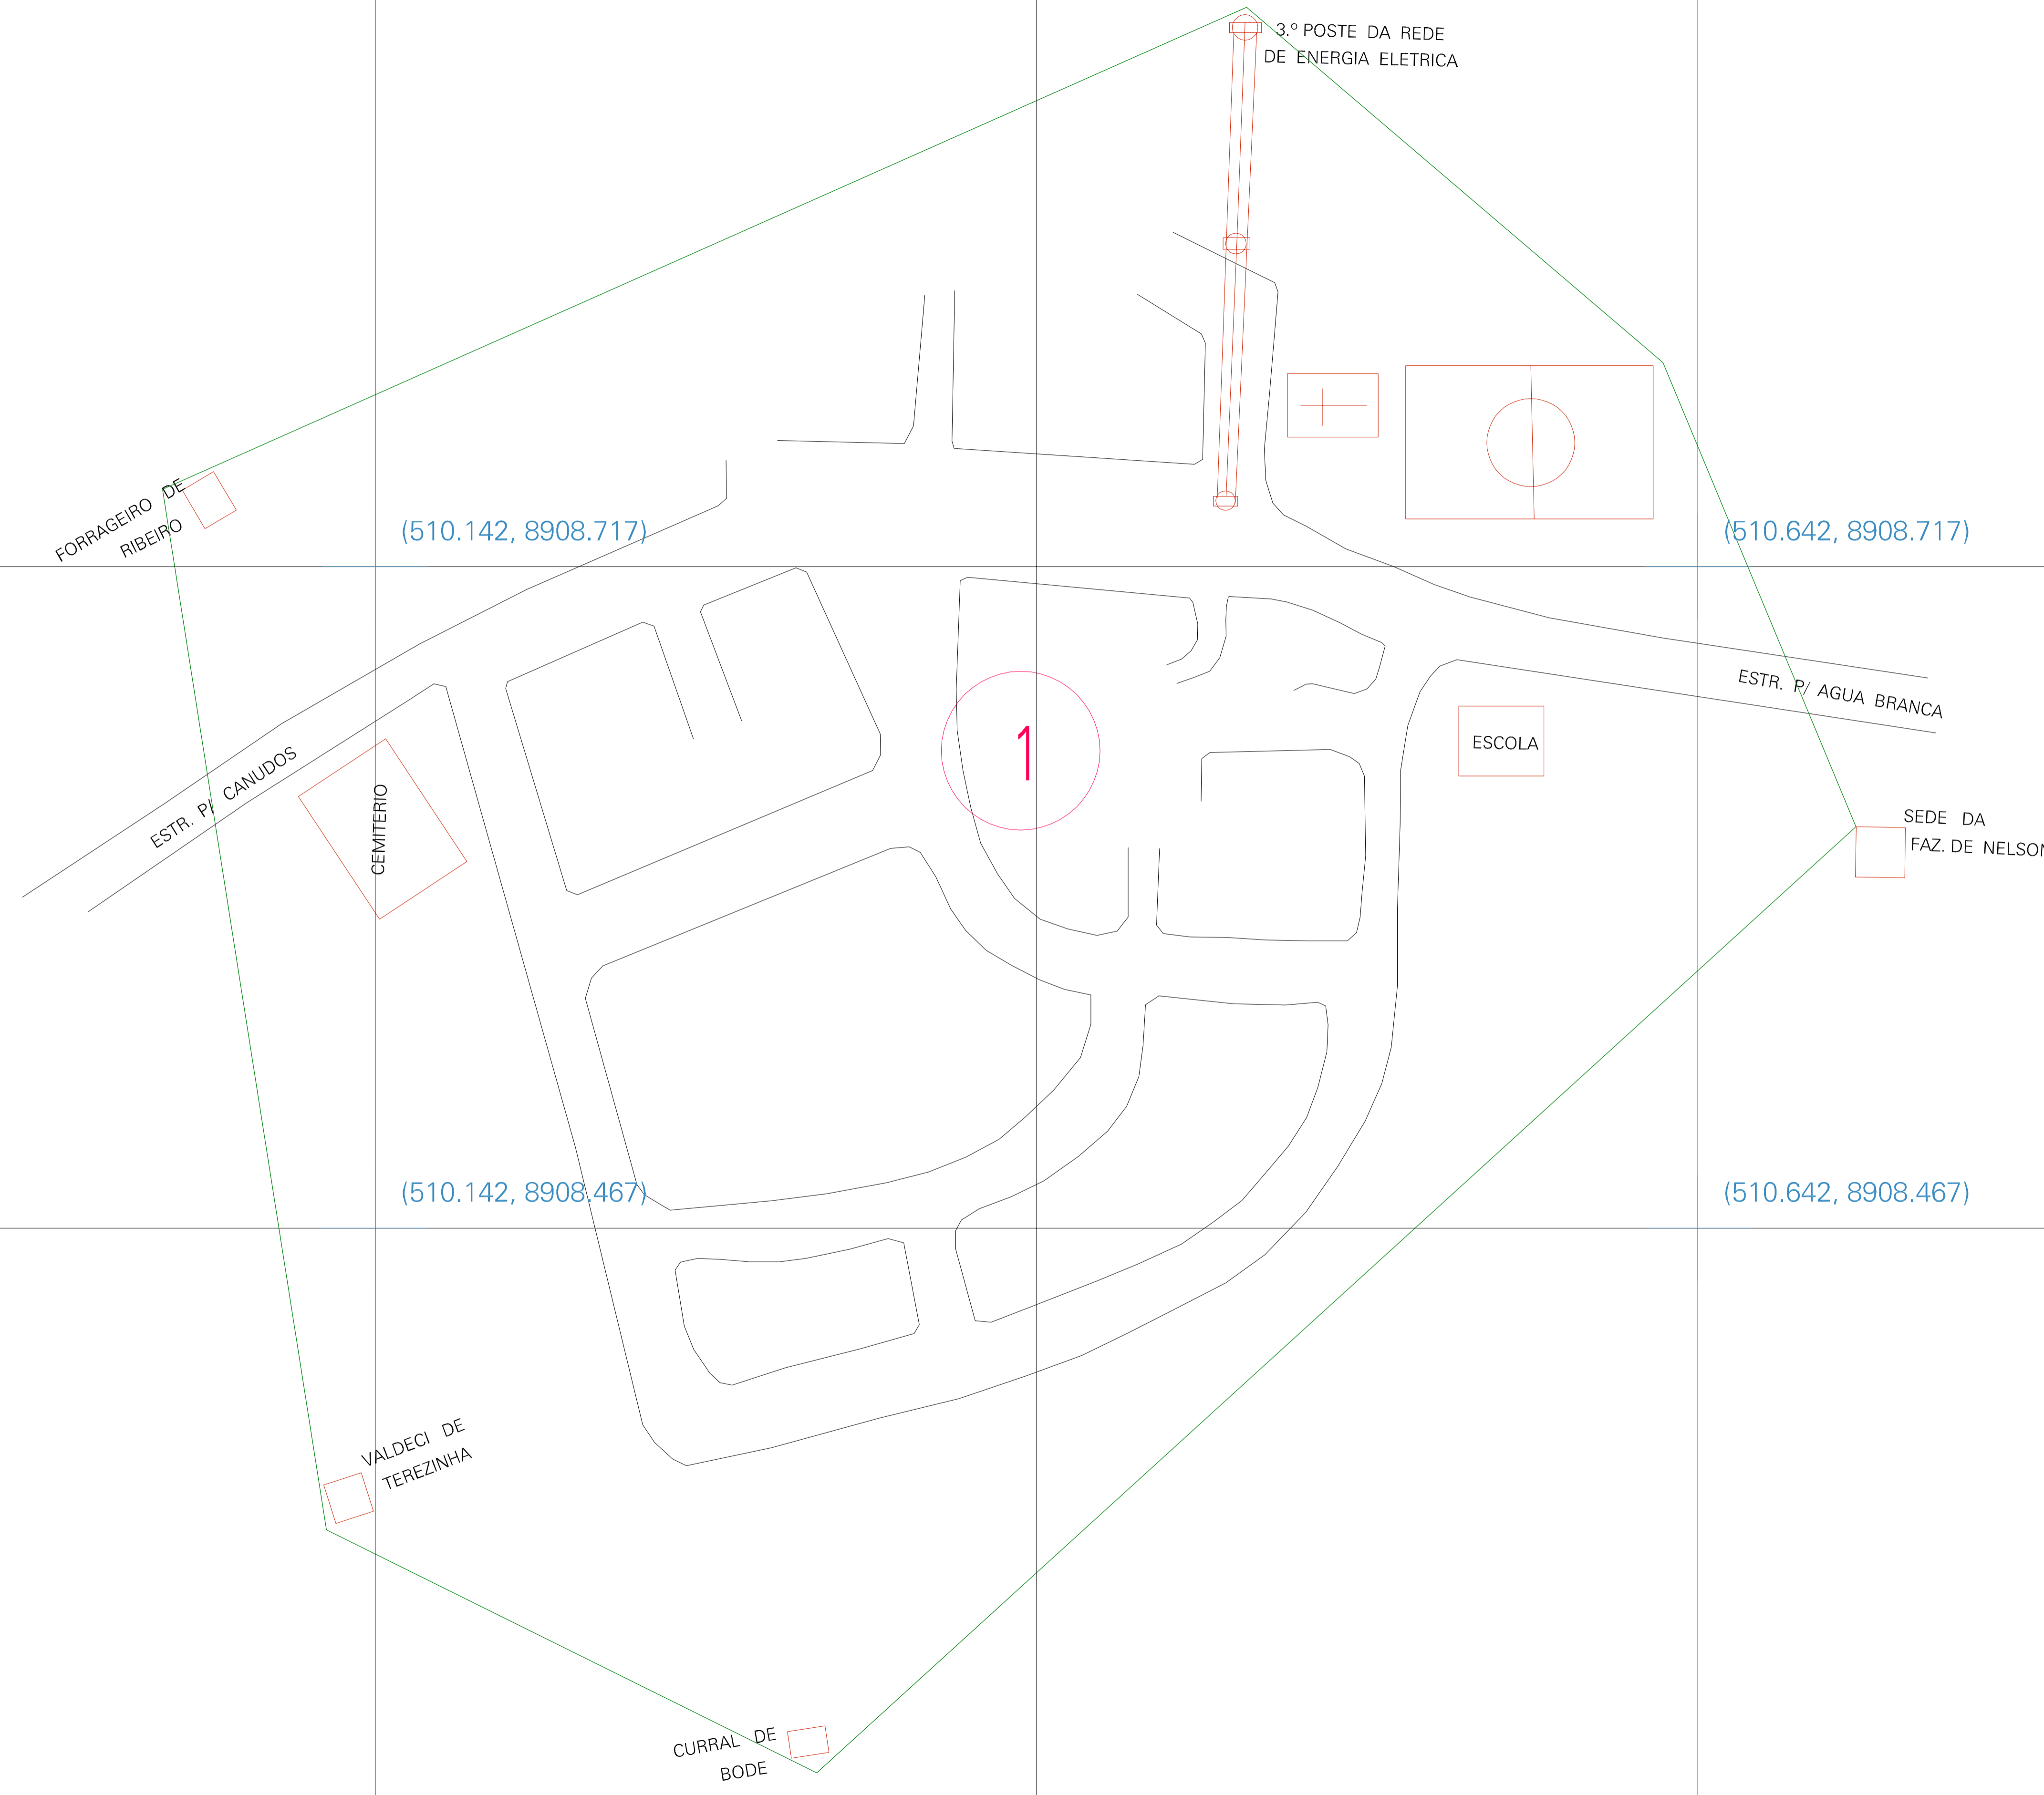 3.º POSTE DA REDE
DE ENERGIA ELETRICA
FORRAGEIRO DE
RIBEIRO
(510.142, 8908.717)
(510.642, 8908.717)
ESTR. P/ AGUA BRANCA
ESTR. P/ CANUDOS
CEMITERIO
1
ESCOLA
SEDE DA
FAZ. DE NELSON
(510.142, 8908.467)
(510.642, 8908.467)
VALDECI DE
TEREZINHA
CURRAL DE
BODE